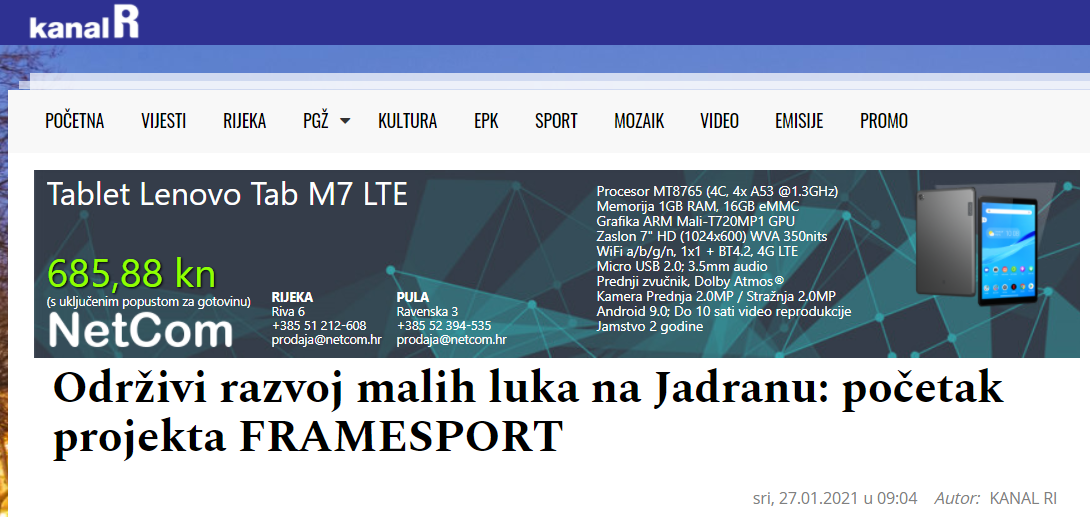 kanal R
POČETNA VIJESTI RIJEKA PGŽ KULTURA EPK SPORT MOZAIK VIDEO EMISIJE PROMO
Tablet Lenovo Tab M7 LTE
685,88 kn
(s uključenim popustom za gotovinu)
NetCom
RIJEKA
Riva 6
+385 51 212-608
prodaja@netcom.hr
PULA
Ravenska 3
+385 52 394-535
prodaja@netcom.hr
Procesor MT8765 (4C, 4x A53 @1.3GHz)
Memorija 1GB RAM, 16GB eMMC
Grafika ARM Mali-T720MP1 GPU
Zaslon 7" HD (1024x600) WVA 350nits
WiFi a/b/g/n, 1x1 + BT4.2, 4G LTE
Micro USB 2.0; 3.5mm audio
Prednji zvučnik, Dolby Atmos®
Kamera Prednja 2.0MP / Stražnja 2.0MP
Android 9.0; Do 10 sati video reprodukcije
Jamstvo 2 godine
Održivi razvoj malih luka na Jadranu: početak
projekta FRAMESPORT
sri, 27.01.2021 u 09:04 Autor: KANAL RI